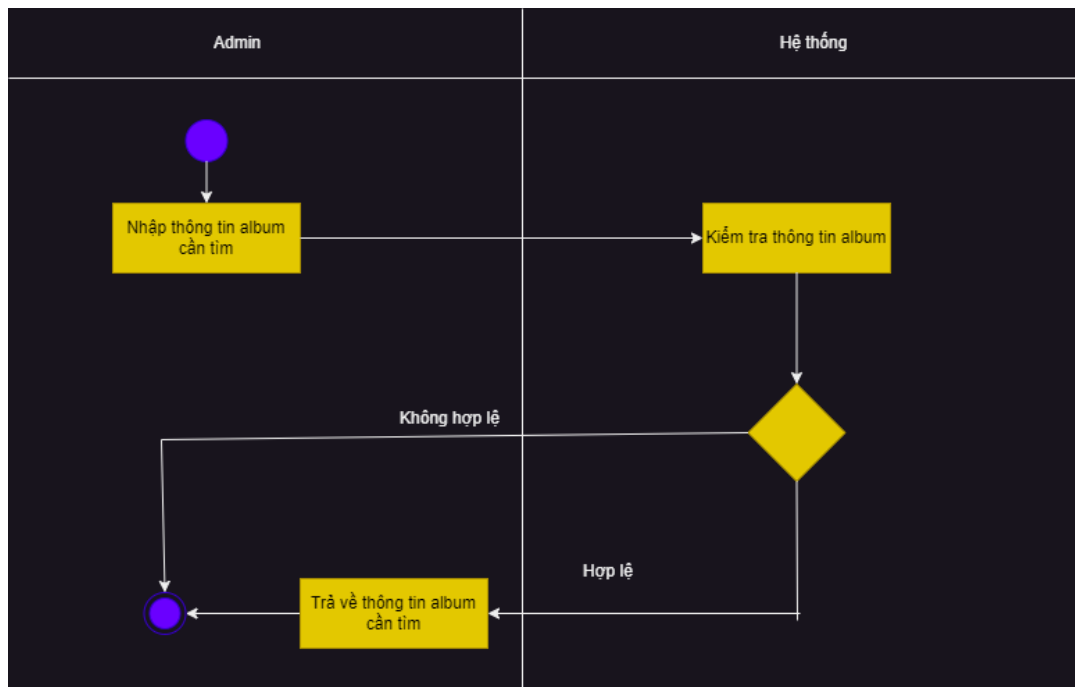 Admin
Hệ thống
Nhập thông tin album
cần tìm
Kiểm tra thông tin album
Không hợp lệ
Hợp lệ
Trả về thông tin album
cần tìm